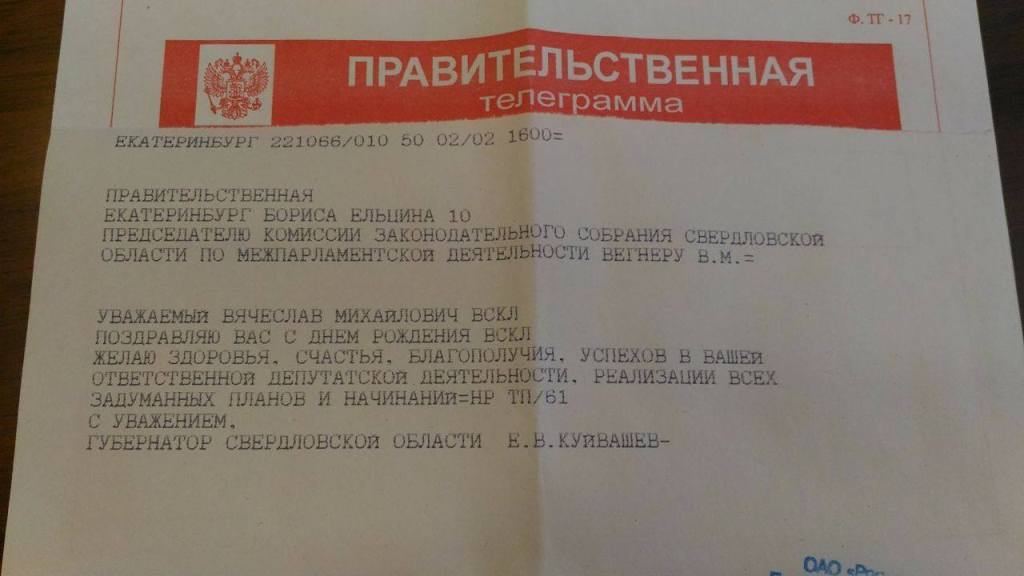 Ф. ТГ - 17
ПРАВИТЕЛЬСТВЕННАЯ
телеграмма
ЕКАТЕРИНБУРГ 221066/010 50 02/02 1600=
ПРАВИТЕЛЬСТВЕННАЯ
ЕКАТЕРИНБУРГ БОРИСА ЕЛЬЦИНА 10
ПРЕДСЕДАТЕЛЮ КОМИССИИ ЗАКОНОДАТЕЛЬНОГО СОБРАНИЯ СВЕРДЛОВСКОЙ
ОБЛАСТИ ПО МЕЖПАРЛАМЕНТСКОЙ ДЕЯТЕЛЬНОСТИ ВЕГНЕРУ В.М.=
УВАЖАЕМЫЙ ВЯЧЕСЛАВ МИХАЙЛОВИЧ ВСКЛ
ПОЗДРАВЛЯЮ ВАС С ДНЕМ РОЖДЕНИЯ ВСКЛ
ЖЕЛАЮ ЗДОРОВЬЯ, СЧАСТЬЯ, БЛАГОПОЛУЧИЯ, УСПЕХОВ В ВАШЕЙ
ОТВЕТСТВЕННОЙ ДЕПУТАТСКОЙ ДЕЯТЕЛЬНОСТИ, РЕАЛИЗАЦИИ ВСЕХ
ЗАДУМАННЫХ ПЛАНОВ И НАЧИНАНИЙ=НР ТП/61
С УВАЖЕНИЕМ,
ГУБЕРНАТОР СВЕРДЛОВСКОЙ ОБЛАСТИ Е.В.КУЙВАШЕВ-
ОАО